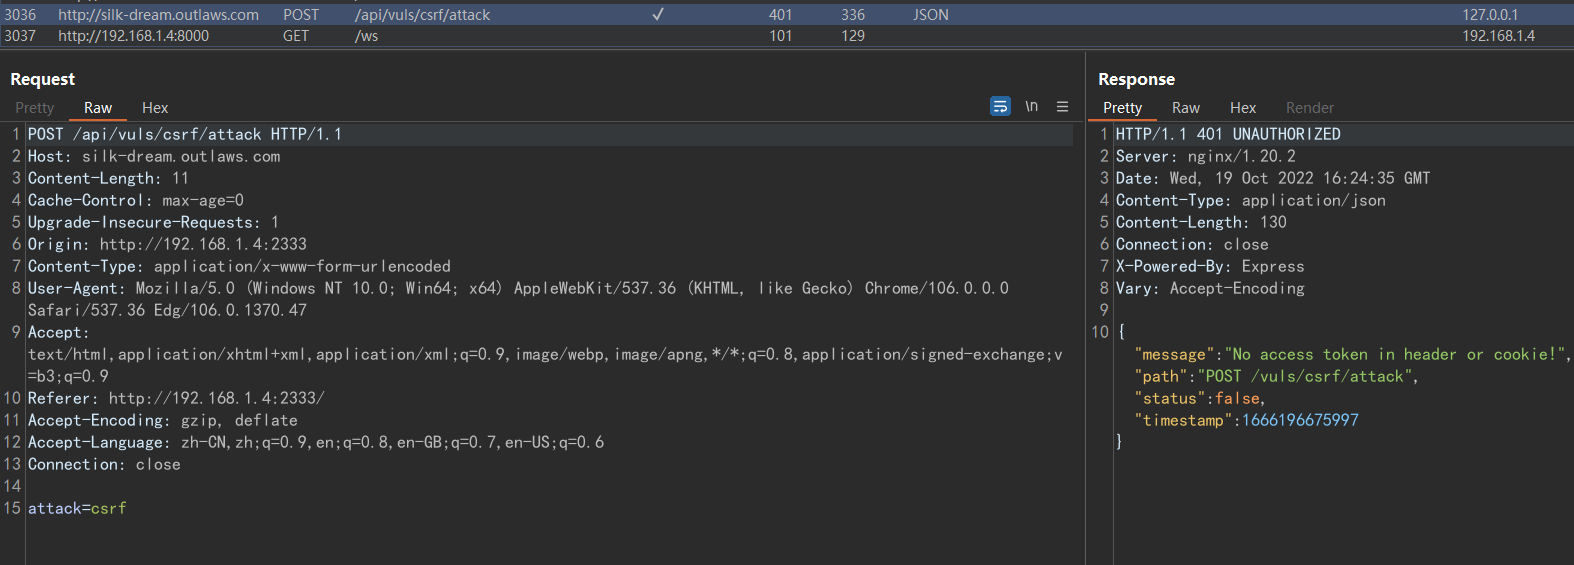 3036 http://silk-dream.outlaws.com POST /api/vuls/csrf/attack ✓ 401 336 JSON 127.0.0.1
3037 http://192.168.1.4:8000 GET /ws 101 129 192.168.1.4
Request
Pretty Raw Hex \n
1 POST /api/vuls/csrf/attack HTTP/1.1
2 Host: silk-dream.outlaws.com
3 Content-Length: 11
4 Cache-Control: max-age=0
5 Upgrade-Insecure-Requests: 1
6 Origin: http://192.168.1.4:2333
7 Content-Type: application/x-www-form-urlencoded
8 User-Agent: Mozilla/5.0 (Windows NT 10.0; Win64; x64) AppleWebKit/537.36 (KHTML, like Gecko) Chrome/106.0.0.0
Safari/537.36 Edg/106.0.1370.47
9 Accept:
text/html,application/xhtml+xml,application/xml;q=0.9,image/webp,image/apng,*/*;q=0.8,application/signed-exchange;v
=b3;q=0.9
10 Referer: http://192.168.1.4:2333/
11 Accept-Encoding: gzip, deflate
12 Accept-Language: zh-CN,zh;q=0.9,en;q=0.8,en-GB;q=0.7,en-US;q=0.6
13 Connection: close
14
15 attack=csrf
Response
Pretty Raw Hex Render
1 HTTP/1.1 401 UNAUTHORIZED
2 Server: nginx/1.20.2
3 Date: Wed, 19 Oct 2022 16:24:35 GMT
4 Content-Type: application/json
5 Content-Length: 130
6 Connection: close
7 X-Powered-By: Express
8 Vary: Accept-Encoding
9
10 {
"message":"No access token in header or cookie!",
"path":"POST /vuls/csrf/attack",
"status":false,
"timestamp":1666196675997
}